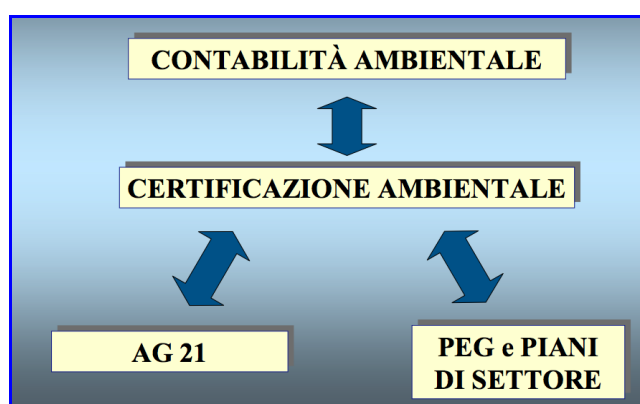 CONTABILITÀ AMBIENTALE
CERTIFICAZIONE AMBIENTALE
AG 21
PEG e PIANI
DI SETTORE